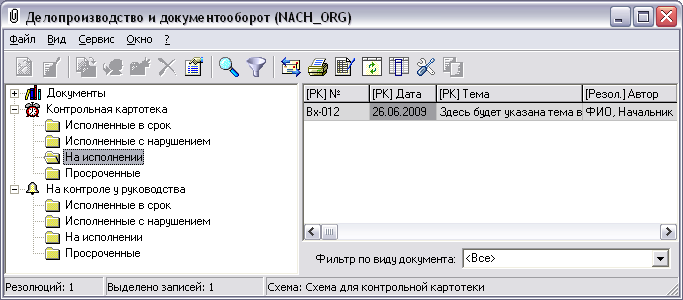 Делопроизводство и документооборот (NACH_ORG)
Файл Вид Сервис Окно ?
Документы
Контрольная картотека
Исполненные в срок
Исполненные с нарушением
На исполнении
Просроченные
На контроле у руководства
Исполненные в срок
Исполненные с нарушением
На исполнении
Просроченные
[РК] № [РК] Дата [РК] Тема [Резол.] Автор
Вх-012 26.06.2009 Здесь будет указана тема в ФИО, Начальник
Фильтр по виду документа: <Все>
Резолюций: 1 Выделено записей: 1 Схема: Схема для контрольной картотеки